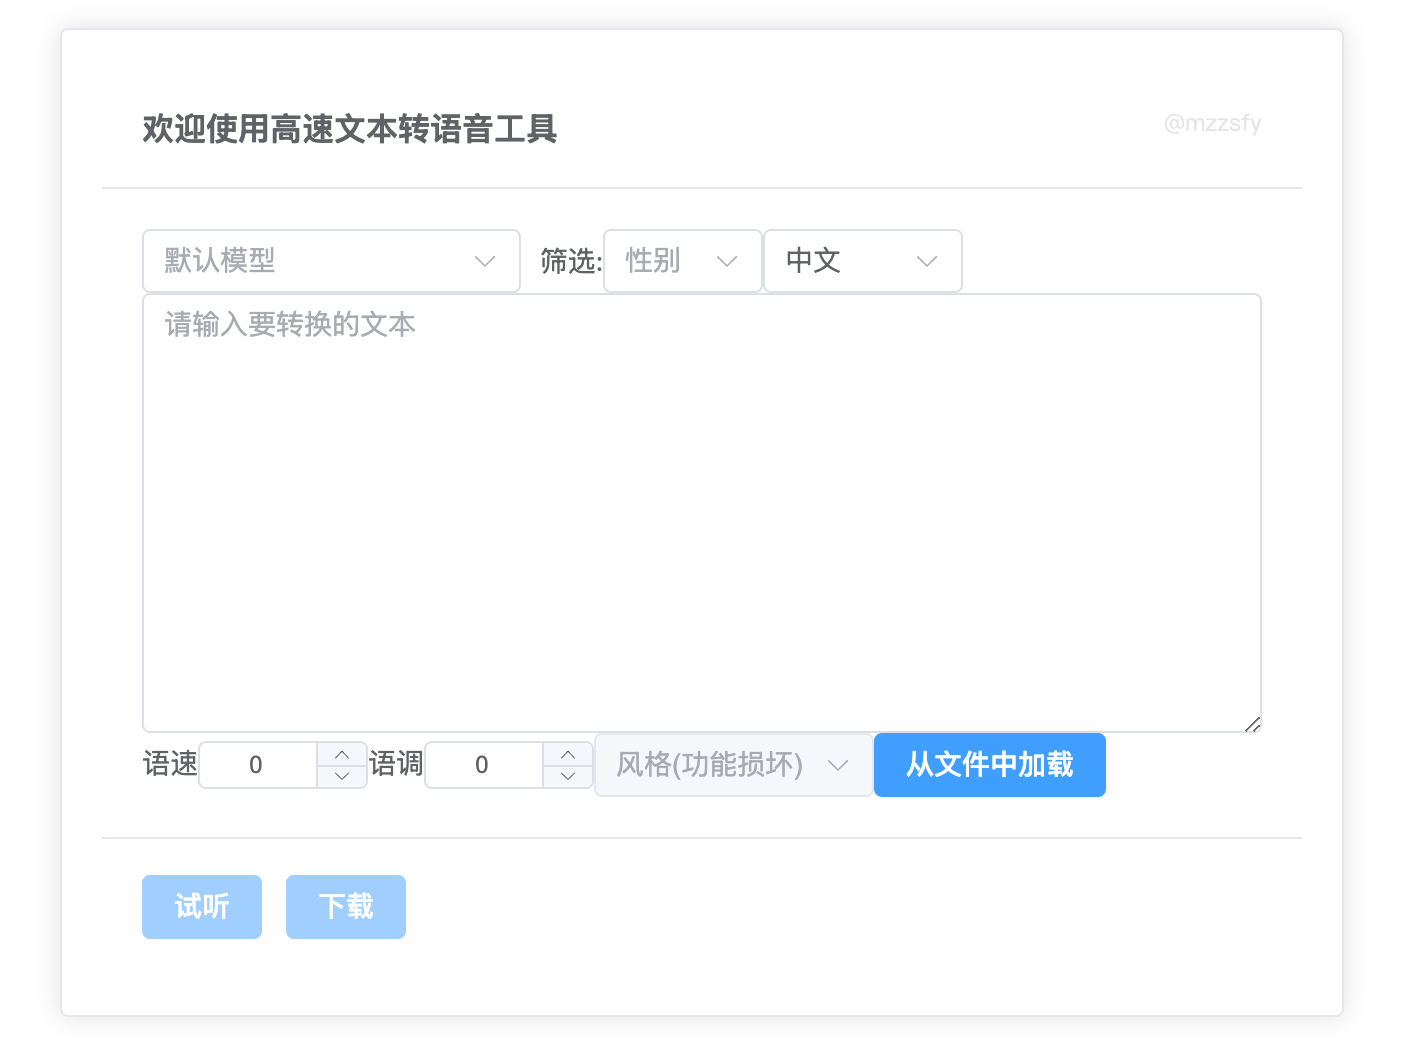 欢迎使用高速文本转语音工具
@mzzsfy
默认模型 筛选: 性别 中文
请输入要转换的文本
语速 0 语调 0 风格(功能损坏) 从文件中加载
试听 下载